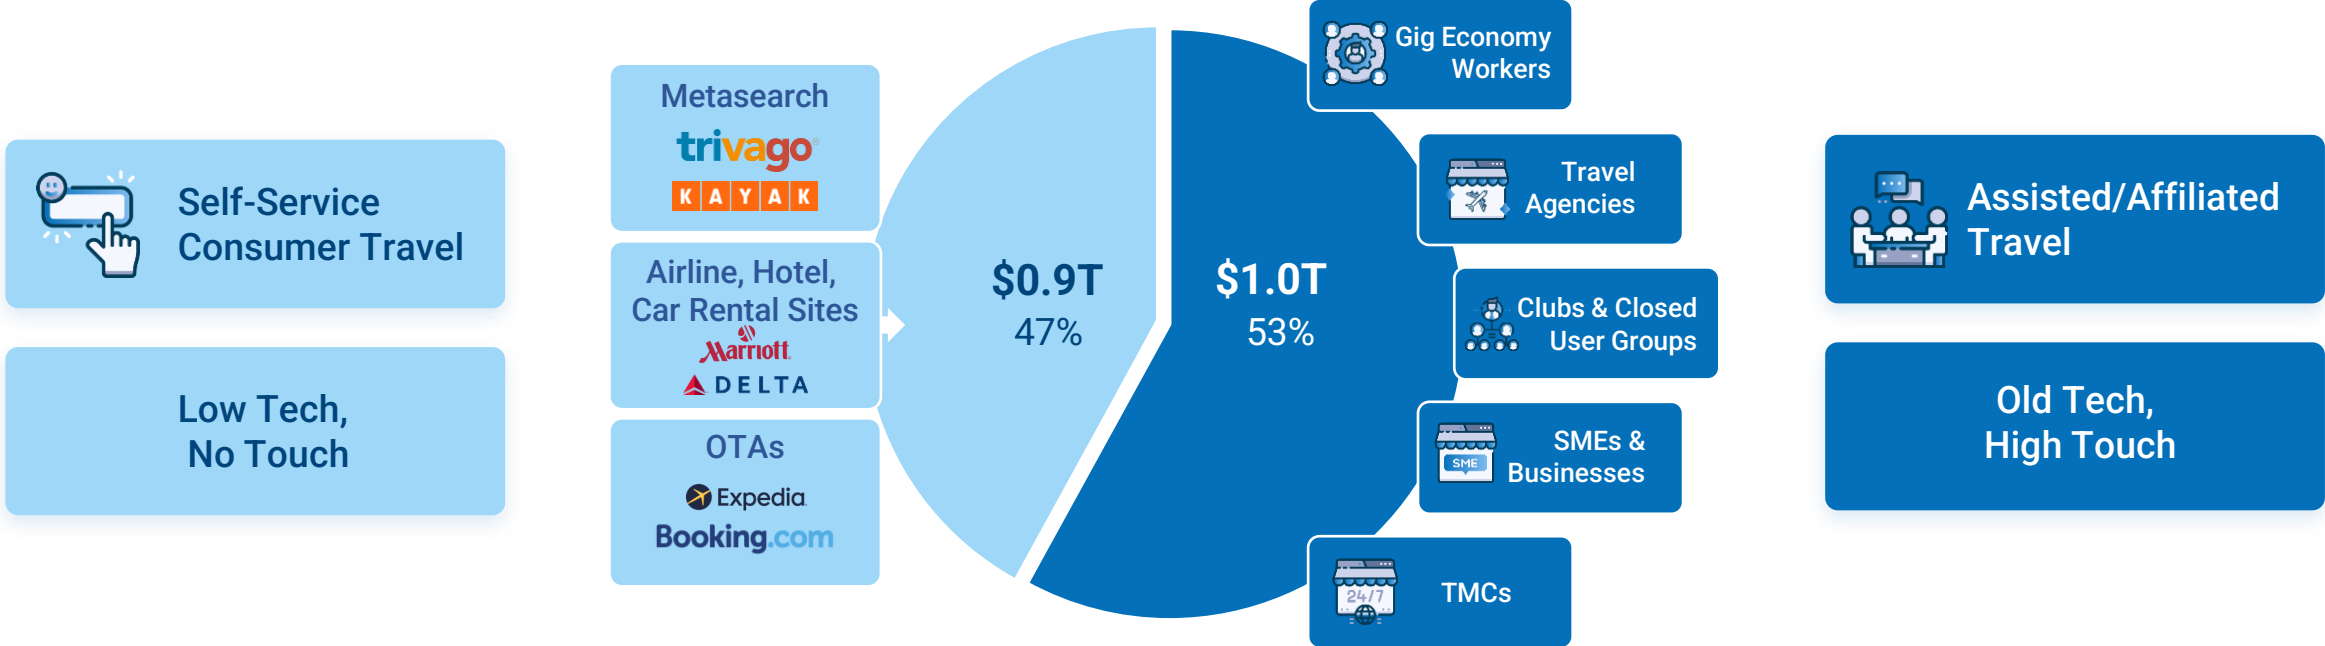 Self-Service
Consumer Travel
Low Tech,
No Touch
Metasearch
trivago®
KAYAK
Airline, Hotel,
Car Rental Sites
Marriott.
DELTA
OTAs
Expedia
Booking.com
$0.9T
47%
$1.0T
53%
Gig Economy
Workers
Travel
Agencies
Clubs & Closed
User Groups
SME
SMEs &
Businesses
24/7
TMCs
Assisted/Affiliated
Travel
Old Tech,
High Touch